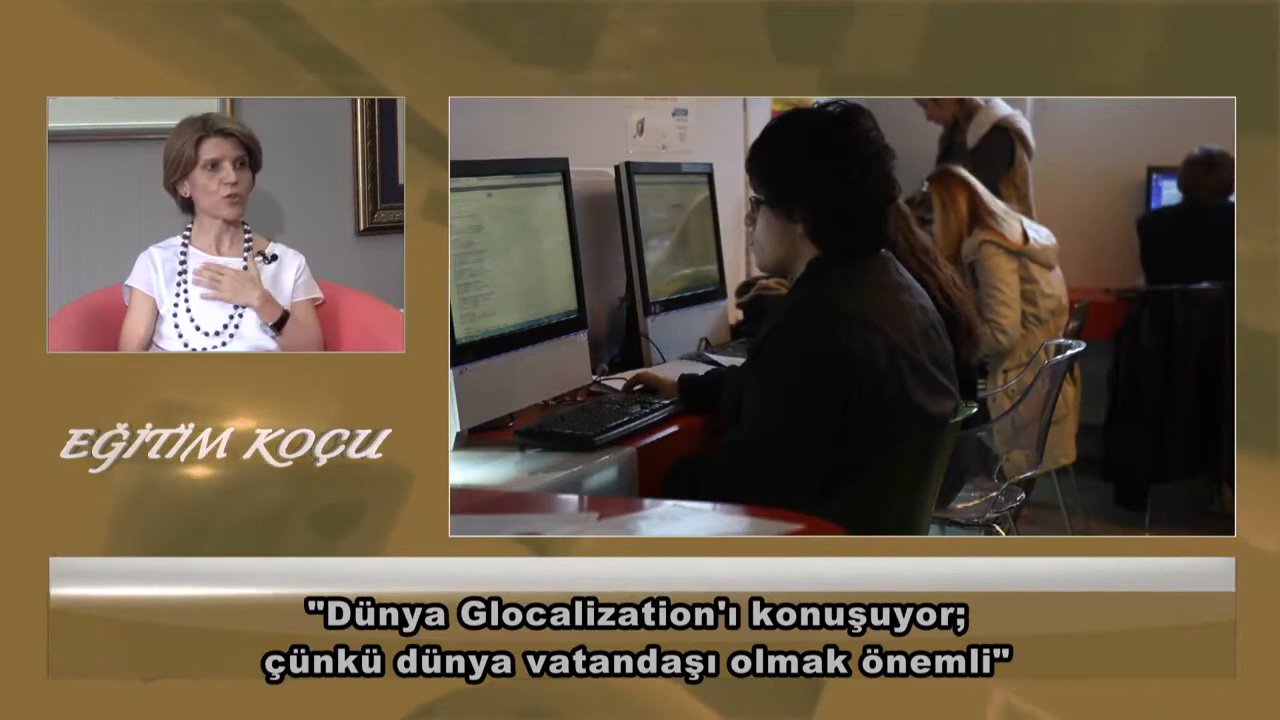 EĞİTİM KOÇU
"Dünya Glocalization'ı konuşuyor;
çünkü dünya vatandaşı olmak önemli"